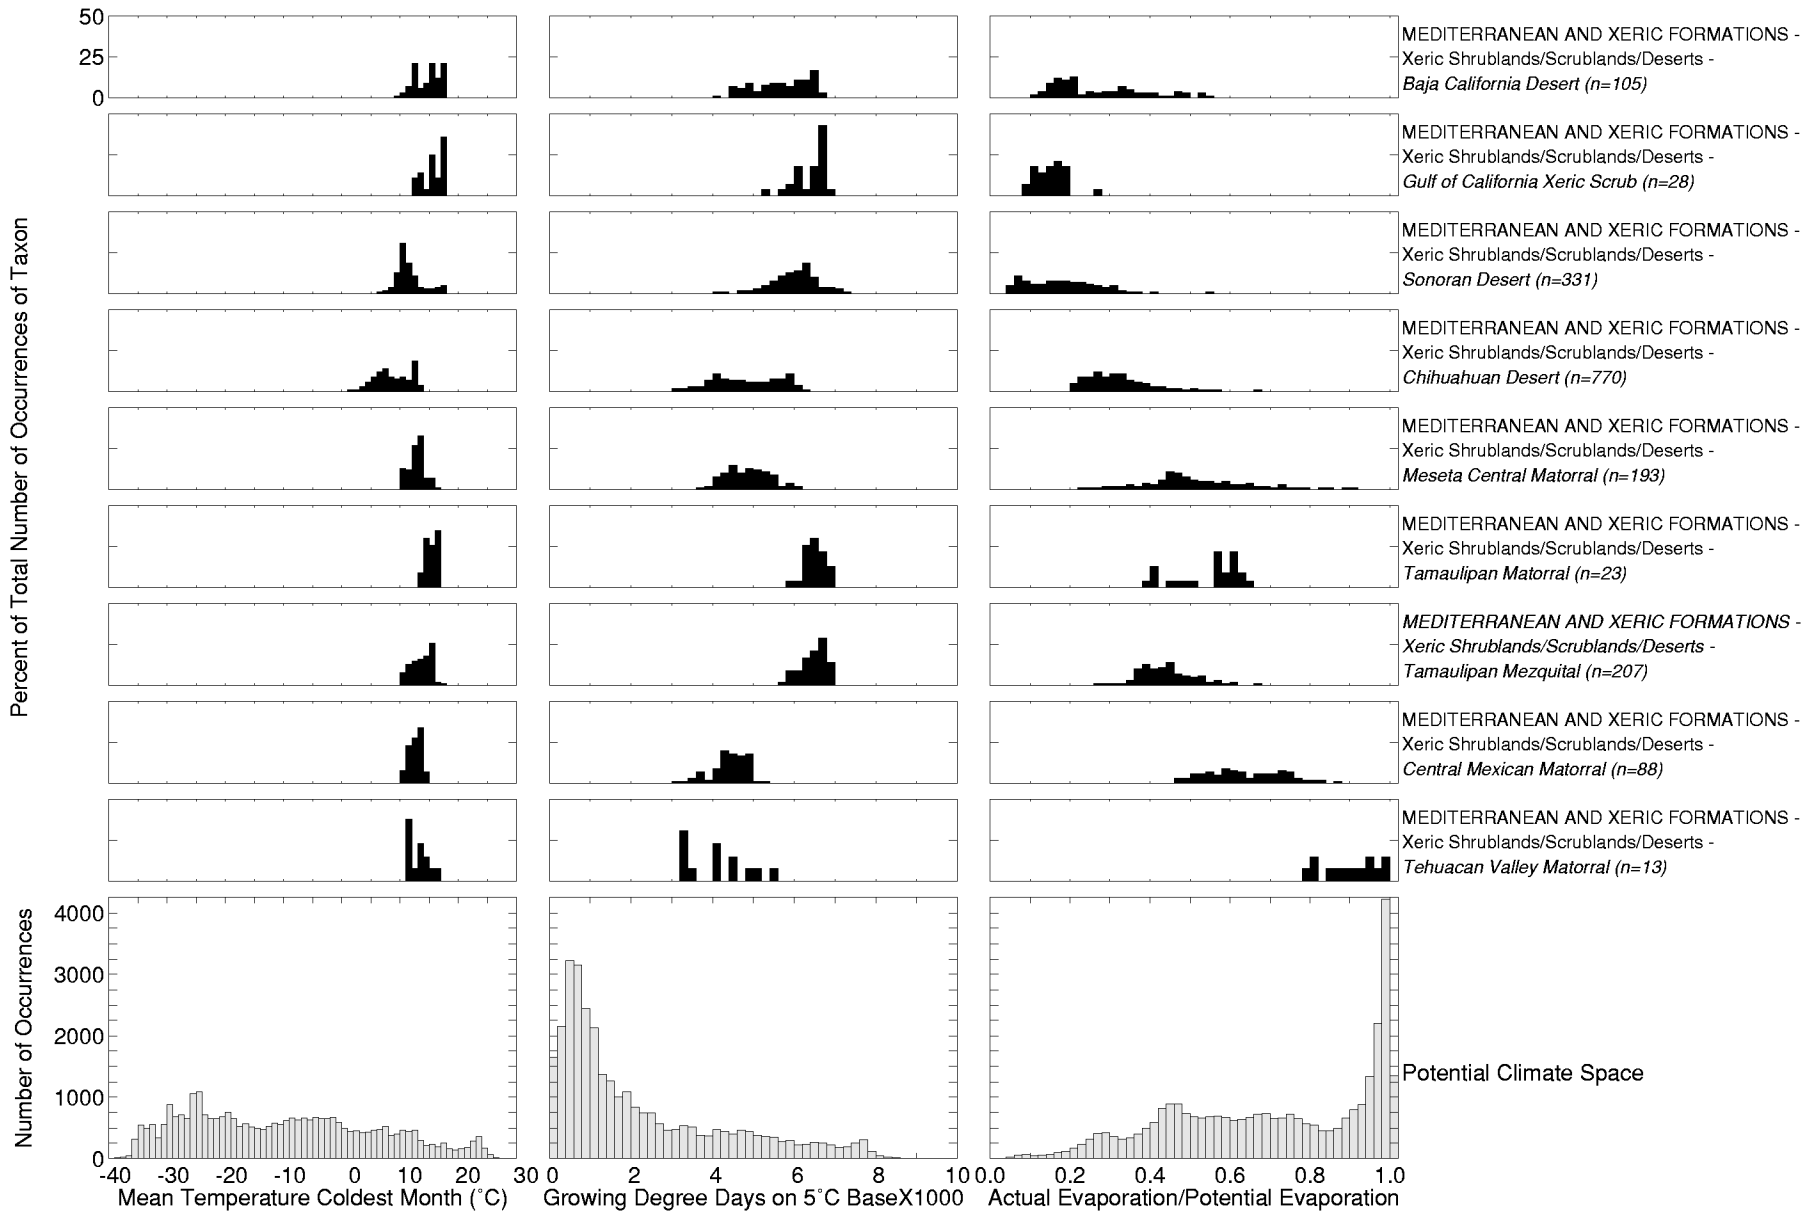 Percent of Total Number of Occurrences of Taxon
50
25
0
MEDITERRANEAN AND XERIC FORMATIONS -
Xeric Shrublands/Scrublands/Deserts -
Baja California Desert (n=105)
MEDITERRANEAN AND XERIC FORMATIONS -
Xeric Shrublands/Scrublands/Deserts -
Gulf of California Xeric Scrub (n=28)
MEDITERRANEAN AND XERIC FORMATIONS -
Xeric Shrublands/Scrublands/Deserts -
Sonoran Desert (n=331)
MEDITERRANEAN AND XERIC FORMATIONS -
Xeric Shrublands/Scrublands/Deserts -
Chihuahuan Desert (n=770)
MEDITERRANEAN AND XERIC FORMATIONS -
Xeric Shrublands/Scrublands/Deserts -
Meseta Central Matorral (n=193)
MEDITERRANEAN AND XERIC FORMATIONS -
Xeric Shrublands/Scrublands/Deserts -
Tamaulipan Matorral (n=23)
MEDITERRANEAN AND XERIC FORMATIONS -
Xeric Shrublands/Scrublands/Deserts -
Tamaulipan Mezquital (n=207)
MEDITERRANEAN AND XERIC FORMATIONS -
Xeric Shrublands/Scrublands/Deserts -
Central Mexican Matorral (n=88)
MEDITERRANEAN AND XERIC FORMATIONS -
Xeric Shrublands/Scrublands/Deserts -
Tehuacan Valley Matorral (n=13)
Number of Occurrences
4000
3000
2000
1000
0
Potential Climate Space
-40 -30 -20 -10 0 10 20 30
0 2 4 6 8 10
0.0 0.2 0.4 0.6 0.8 1.0
Mean Temperature Coldest Month (˚C)
Growing Degree Days on 5˚C BaseX1000
Actual Evaporation/Potential Evaporation